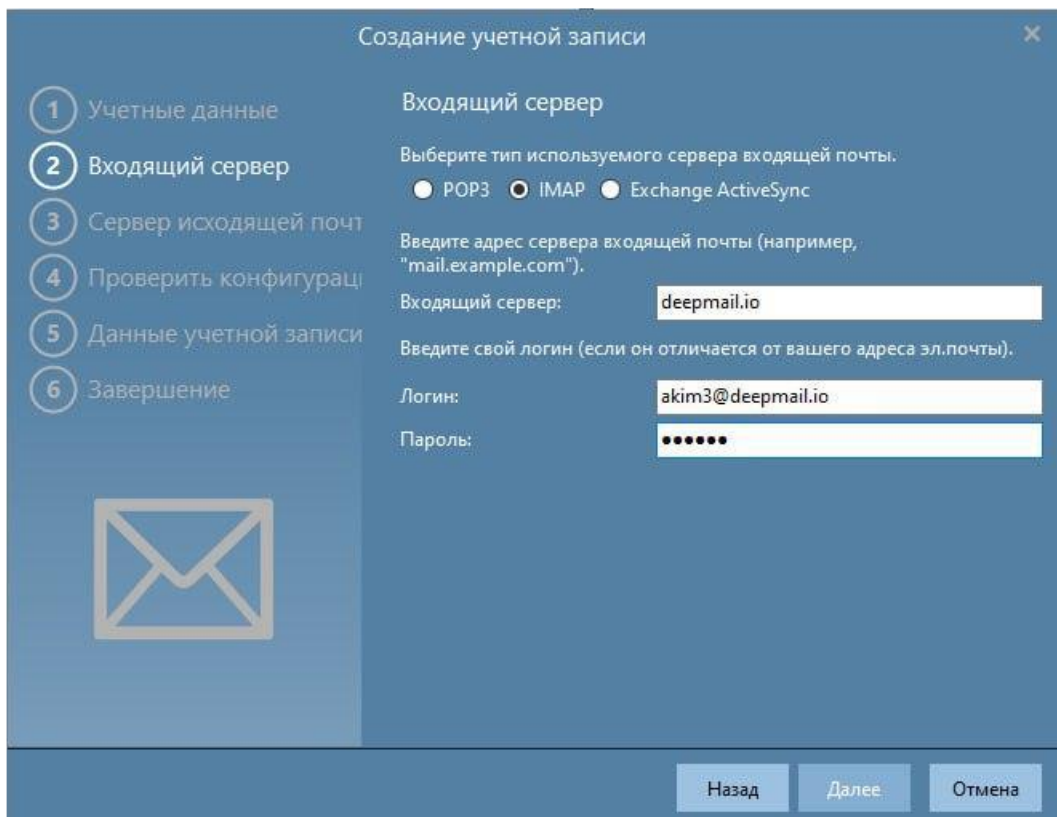 Создание учетной записи
1 Учетные данные
2 Входящий сервер
3 Сервер исходящей почт
4 Проверить конфигураци
5 Данные учетной записи
6 Завершение
Входящий сервер
Выберите тип используемого сервера входящей почты.
POP3 IMAP Exchange ActiveSync
Введите адрес сервера входящей почты (например,
"mail.example.com").
Входящий сервер: deepmail.io
Введите свой логин (если он отличается от вашего адреса эл.почты).
Логин: akim3@deepmail.io
Пароль: ••••••
Назад Далее Отмена